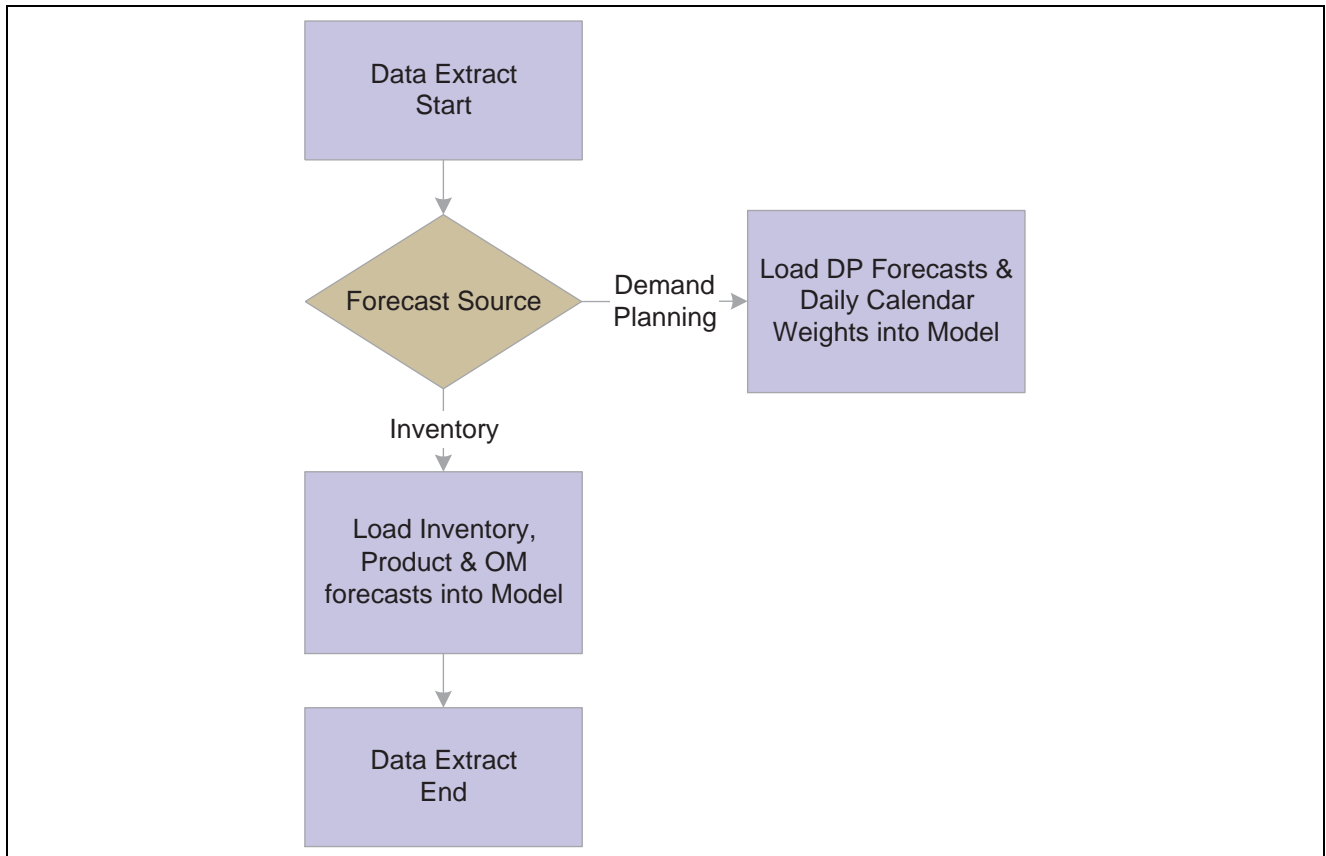 Data Extract
Start
Forecast Source
Demand
Planning
Load DP Forecasts &
Daily Calendar
Weights into Model
Inventory
Load Inventory,
Product & OM
forecasts into Model
Data Extract
End